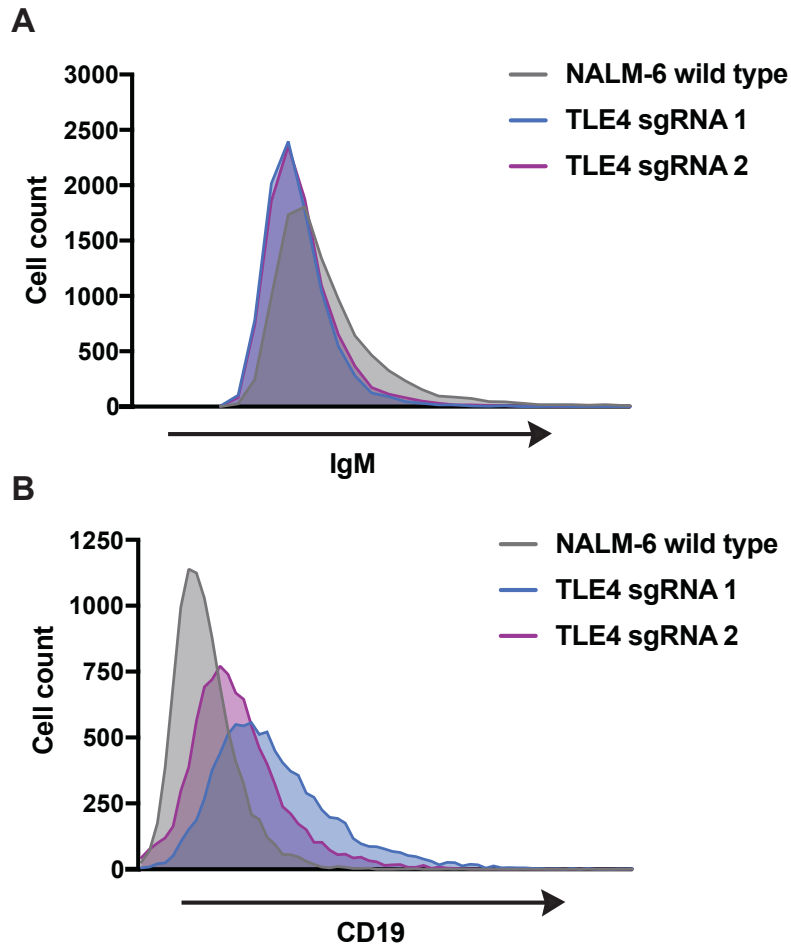 A
3000
2500
2000
1500
1000
500
0
Cell count
IgM
NALM-6 wild type
TLE4 sgRNA 1
TLE4 sgRNA 2
B
1250
1000
750
500
250
0
Cell count
CD19
NALM-6 wild type
TLE4 sgRNA 1
TLE4 sgRNA 2